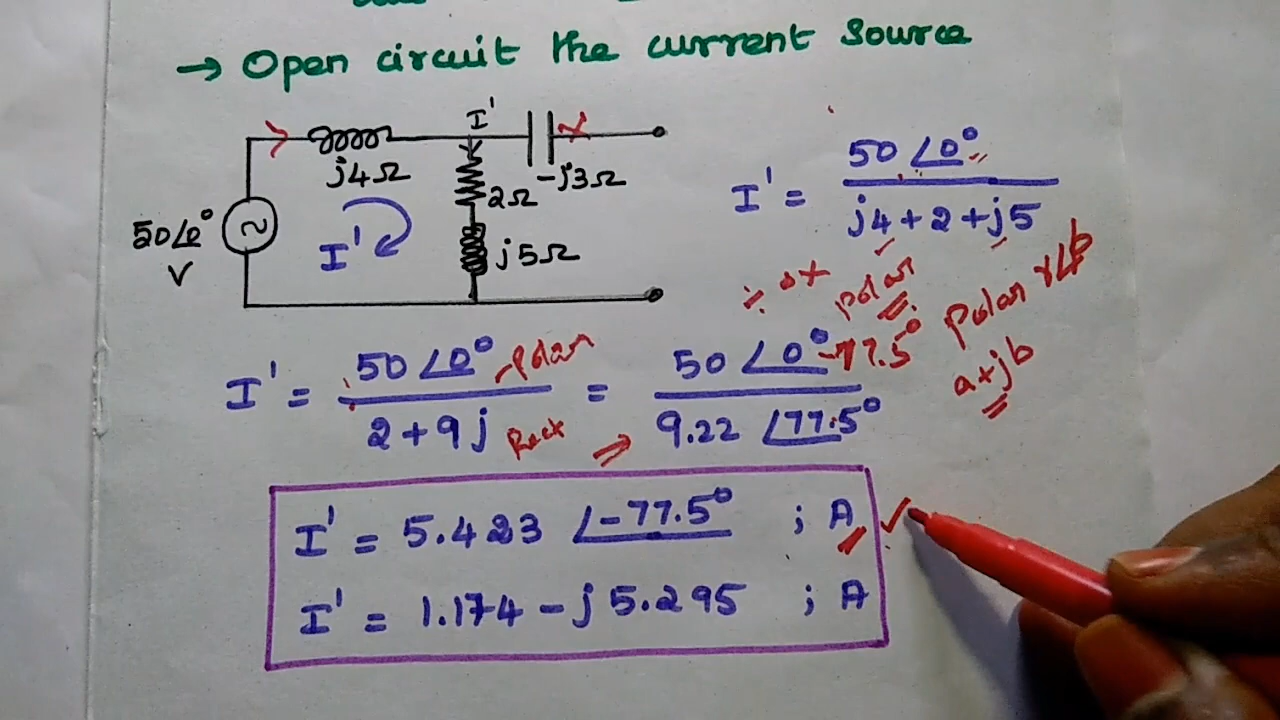 → Open circuit the current source
I'
j4Ω
-j3Ω
2Ω
50∠0°
V
I'
j5Ω
I' = 50∠0° / j4+2+j5
÷ or × polar
polar r∠ϕ
a+jb
I' = 50∠0° / 2+9j = 50∠0° -77.5° / 9.22∠77.5°
polar
Rect
I' = 5.423 ∠-77.5° ; A
I' = 1.174 - j5.295 ; A